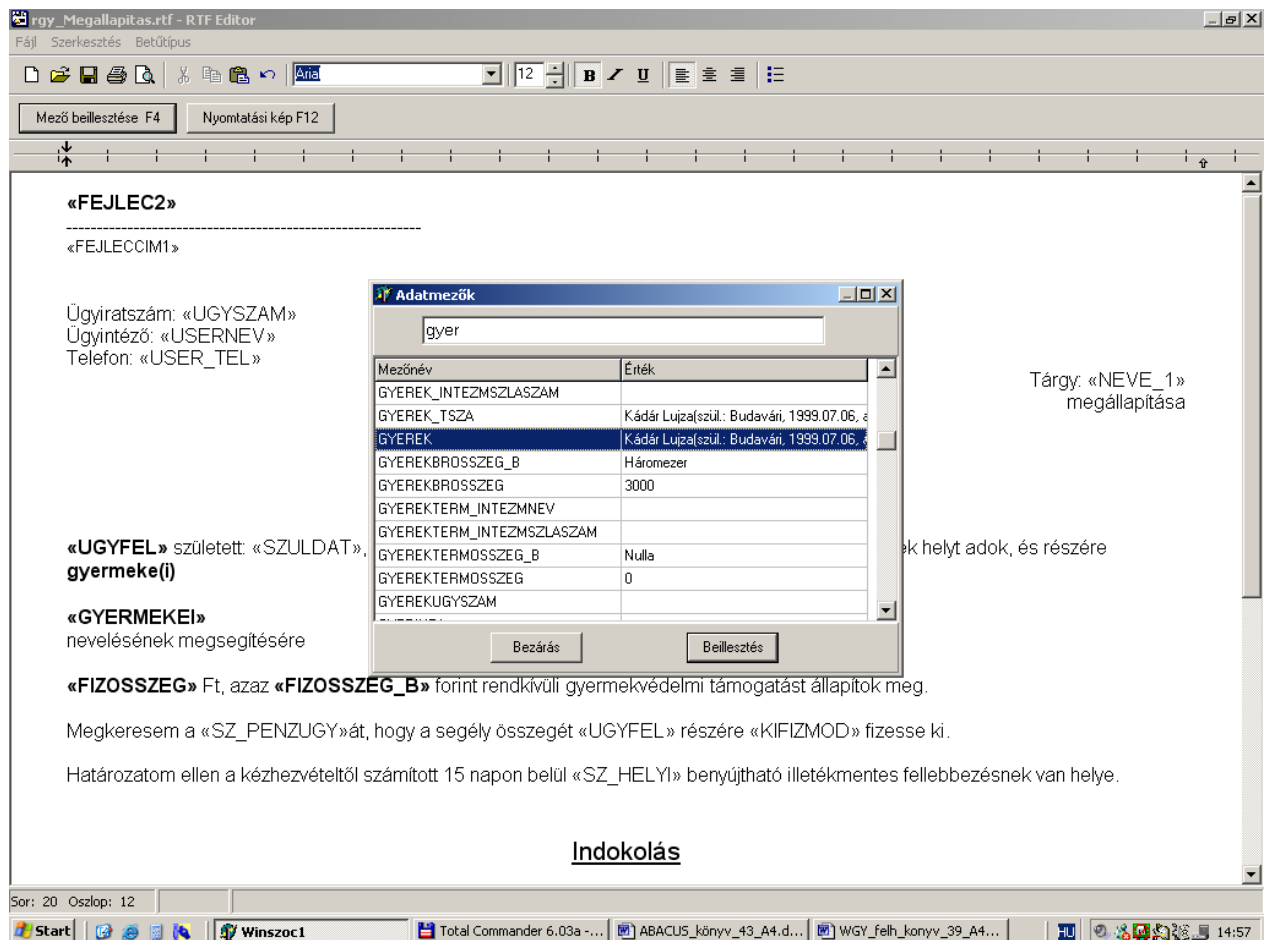 rgy_Megallapitas.rtf - RTF Editor
Fájl Szerkesztés Betűtípus
Arial 12 B I U
Mező beillesztése F4 Nyomtatási kép F12
«FEJLEC2»
-----------------------------------------------------------
«FEJLECCIM1»
Ügyiratszám: «UGYSZAM»
Ügyintéző: «USERNEV»
Telefon: «USER_TEL»
Tárgy: «NEVE_1»
megállapítása
Adatmezők
gyer
Mezőnév Érték
GYEREK_INTEZMSZLASZAM
GYEREK_TSZA Kádár Lujza(szül.: Budavári, 1999.07.06,
GYEREK Kádár Lujza(szül.: Budavári, 1999.07.06,
GYEREKBROSSZEG_B Háromezer
GYEREKBROSSZEG 3000
GYEREKTERM_INTEZMNEV
GYEREKTERM_INTEZMSZLASZAM
GYEREKTERMOSSZEG_B Nulla
GYEREKTERMOSSZEG 0
GYEREKUGYSZAM
Bezárás Beillesztés
«UGYFEL» született: «SZULDAT», helyt adok, és részére
gyermeke(i)
«GYERMEKEI»
nevelésének megsegítésére
«FIZOSSZEG» Ft, azaz «FIZOSSZEG_B» forint rendkívüli gyermekvédelmi támogatást állapítok meg.
Megkeresem a «SZ_PENZUGY»át, hogy a segély összegét «UGYFEL» részére «KIFIZMOD» fizesse ki.
Határozatom ellen a kézhezvételtől számított 15 napon belül «SZ_HELYI» benyújtható illetékmentes fellebbezésnek van helye.
Indokolás
Sor: 20 Oszlop: 12
Start Winszoc1 Total Commander 6.03a -... ABACUS_könyv_43_A4.d... WGY_felh_konyv_39_A4... HU 14:57